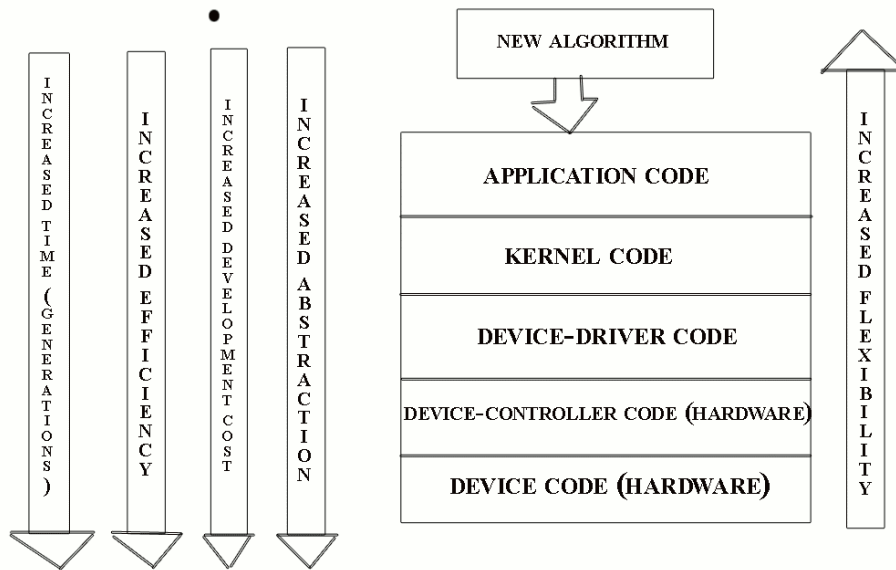 INCREASED TIME (GENERATIONS)
INCREASED EFFICIENCY
INCREASED DEVELOPMENT COST
INCREASED ABSTRACTION
NEW ALGORITHM
APPLICATION CODE
KERNEL CODE
DEVICE-DRIVER CODE
DEVICE-CONTROLLER CODE (HARDWARE)
DEVICE CODE (HARDWARE)
INCREASED FLEXIBILITY